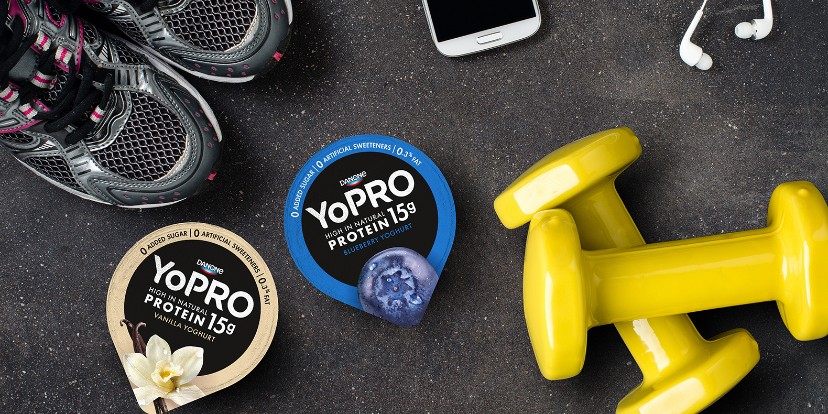 0 ADDED SUGAR | 0 ARTIFICIAL SWEETENERS | 0.3% FAT
DANONE
YoPRO
HIGH IN NATURAL
PROTEIN 15g
BLUEBERRY YOGHURT
0 ADDED SUGAR | 0 ARTIFICIAL SWEETENERS | 0.3% FAT
DANONE
YoPRO
HIGH IN NATURAL
PROTEIN 15g
VANILLA YOGHURT